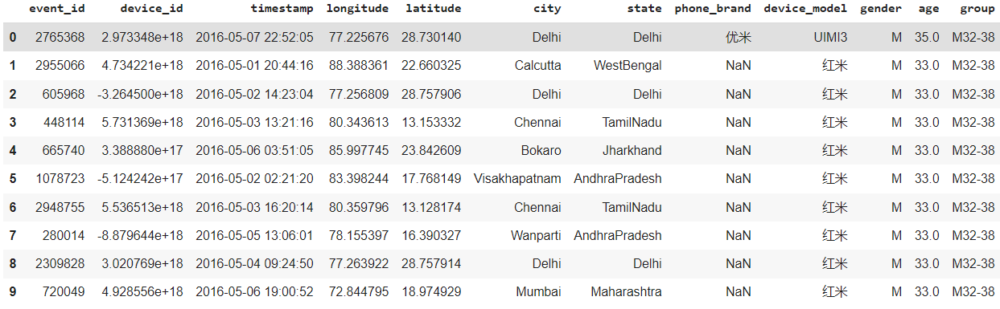 event_id device_id timestamp longitude latitude city state phone_brand device_model gender age group
0 2765368 2.973348e+18 2016-05-07 22:52:05 77.225676 28.730140 Delhi Delhi 优米 UIMI3 M 35.0 M32-38
1 2955066 4.734221e+18 2016-05-01 20:44:16 88.388361 22.660325 Calcutta WestBengal NaN 红米 M 33.0 M32-38
2 605968 -3.264500e+18 2016-05-02 14:23:04 77.256809 28.757906 Delhi Delhi NaN 红米 M 33.0 M32-38
3 448114 5.731369e+18 2016-05-03 13:21:16 80.343613 13.153332 Chennai TamilNadu NaN 红米 M 33.0 M32-38
4 665740 3.388880e+17 2016-05-06 03:51:05 85.997745 23.842609 Bokaro Jharkhand NaN 红米 M 33.0 M32-38
5 1078723 -5.124242e+17 2016-05-02 02:21:20 83.398244 17.768149 Visakhapatnam AndhraPradesh NaN 红米 M 33.0 M32-38
6 2948755 5.536513e+18 2016-05-03 16:20:14 80.359796 13.128174 Chennai TamilNadu NaN 红米 M 33.0 M32-38
7 280014 -8.879644e+18 2016-05-05 13:06:01 78.155397 16.390327 Wanparti AndhraPradesh NaN 红米 M 33.0 M32-38
8 2309828 3.020769e+18 2016-05-04 09:24:50 77.263922 28.757914 Delhi Delhi NaN 红米 M 33.0 M32-38
9 720049 4.928556e+18 2016-05-06 19:00:52 72.844795 18.974929 Mumbai Maharashtra NaN 红米 M 33.0 M32-38